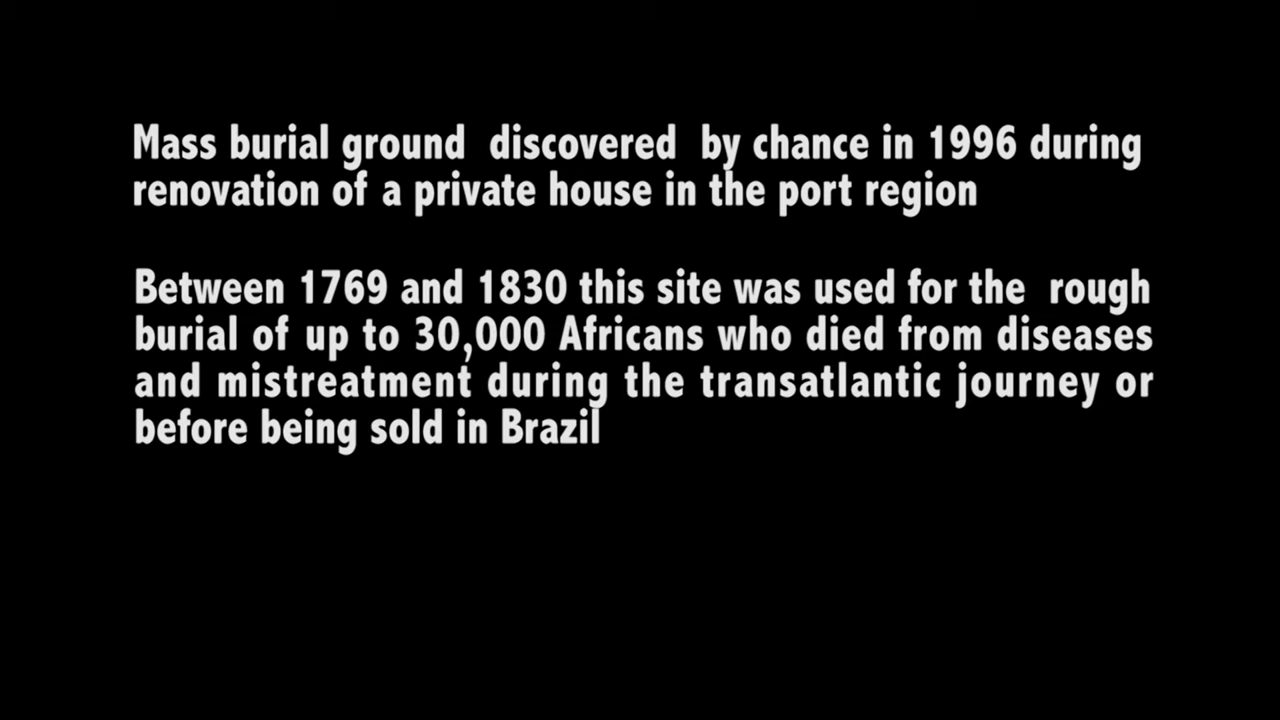 Mass burial ground  discovered  by chance in 1996 during
renovation of a private house in the port region
Between 1769 and 1830 this site was used for the  rough
burial of up to 30,000 Africans who died from diseases
and mistreatment during the transatlantic journey or
before being sold in Brazil